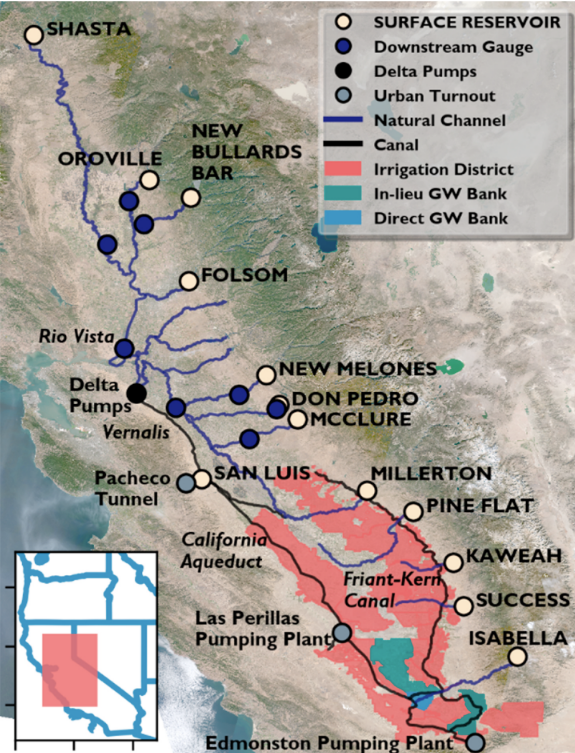 SHASTA
SURFACE RESERVOIR
Downstream Gauge
Delta Pumps
Urban Turnout
Natural Channel
Canal
Irrigation District
In-lieu GW Bank
Direct GW Bank
NEW
BULLARDS
BAR
OROVILLE
FOLSOM
Rio Vista
NEW MELONES
Delta
Pumps
DON PEDRO
MCCLURE
Vernalis
SAN LUIS
MILLERTON
Pacheco
Tunnel
PINE FLAT
California
Aqueduct
KAWEAH
Friant-Kern
Canal
SUCCESS
Las Perillas
Pumping Plant
ISABELLA
Edmonston Pumping Plant